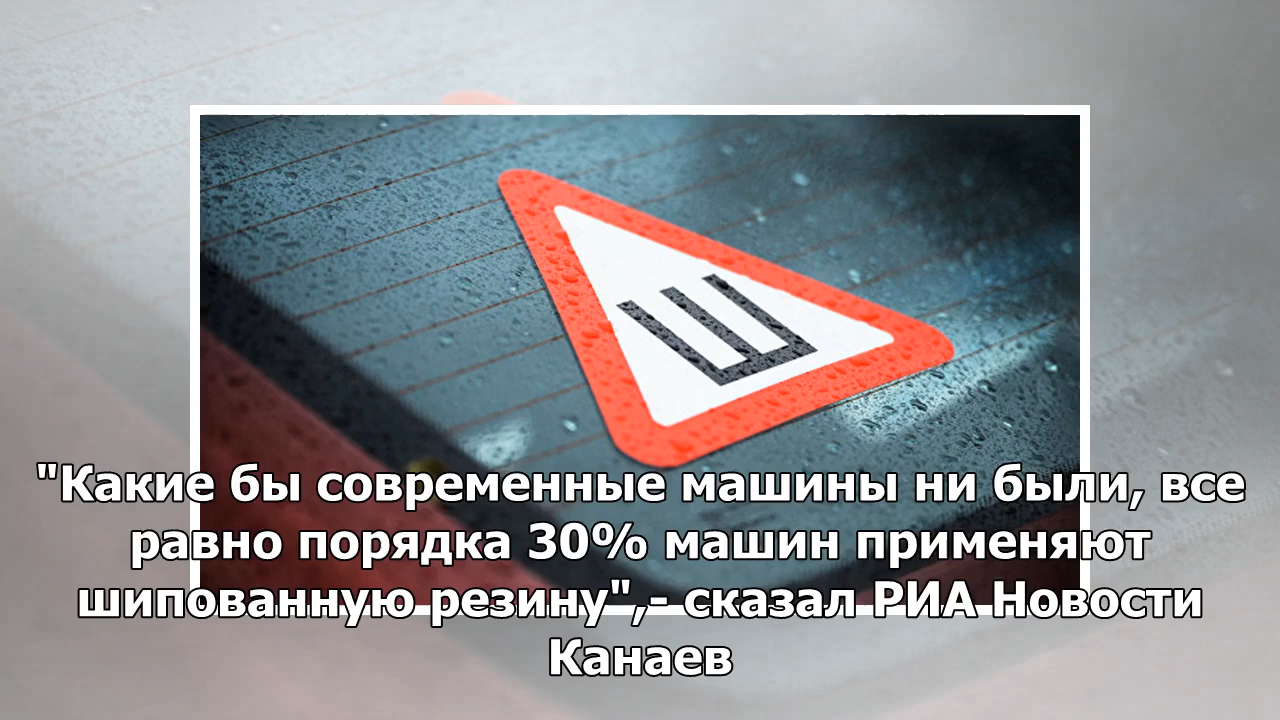 Ш
"Какие бы современные машины ни были, все
равно порядка 30% машин применяют
шипованную резину",- сказал РИА Новости
Канаев